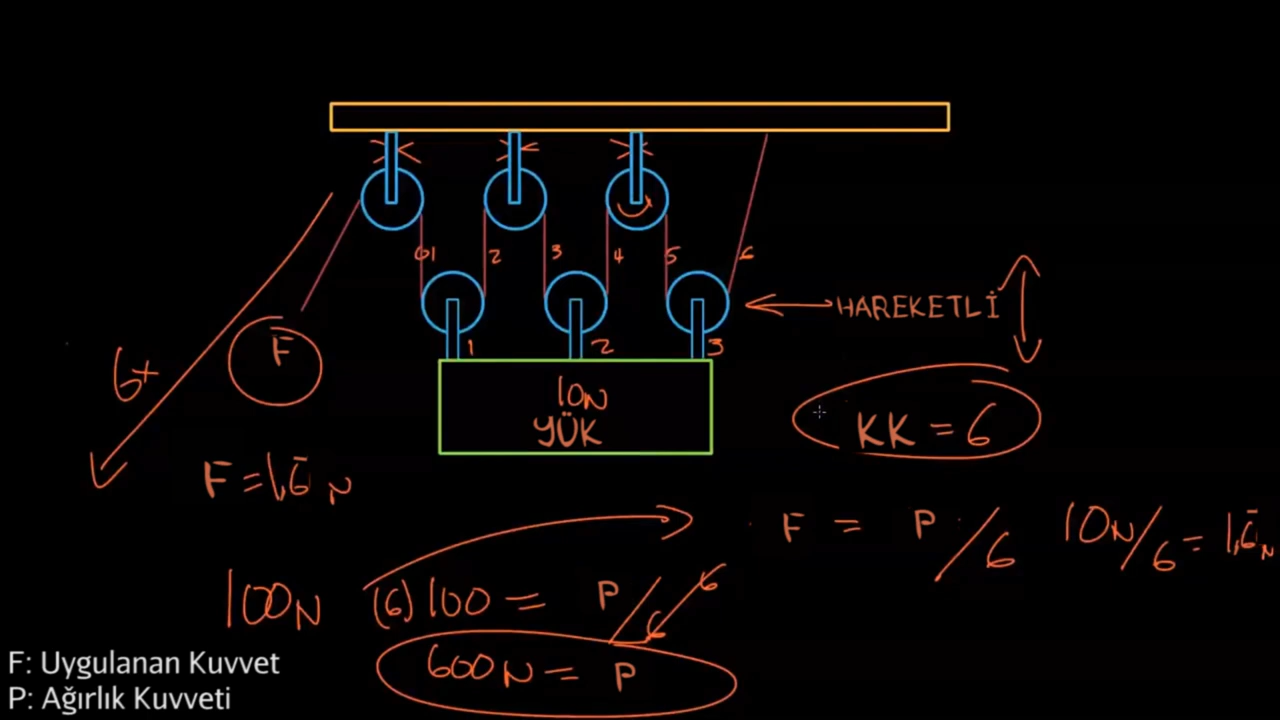 1 2 3 4 5 6
HAREKETLİ
1 2 3
F
6x
10N
YÜK
KK = 6
F = 1,6̄ N
F = P / 6 10N/6 = 1,6̄ N
100N (6) 100 = P / 6 6
600N = P
F: Uygulanan Kuvvet
P: Ağırlık Kuvveti